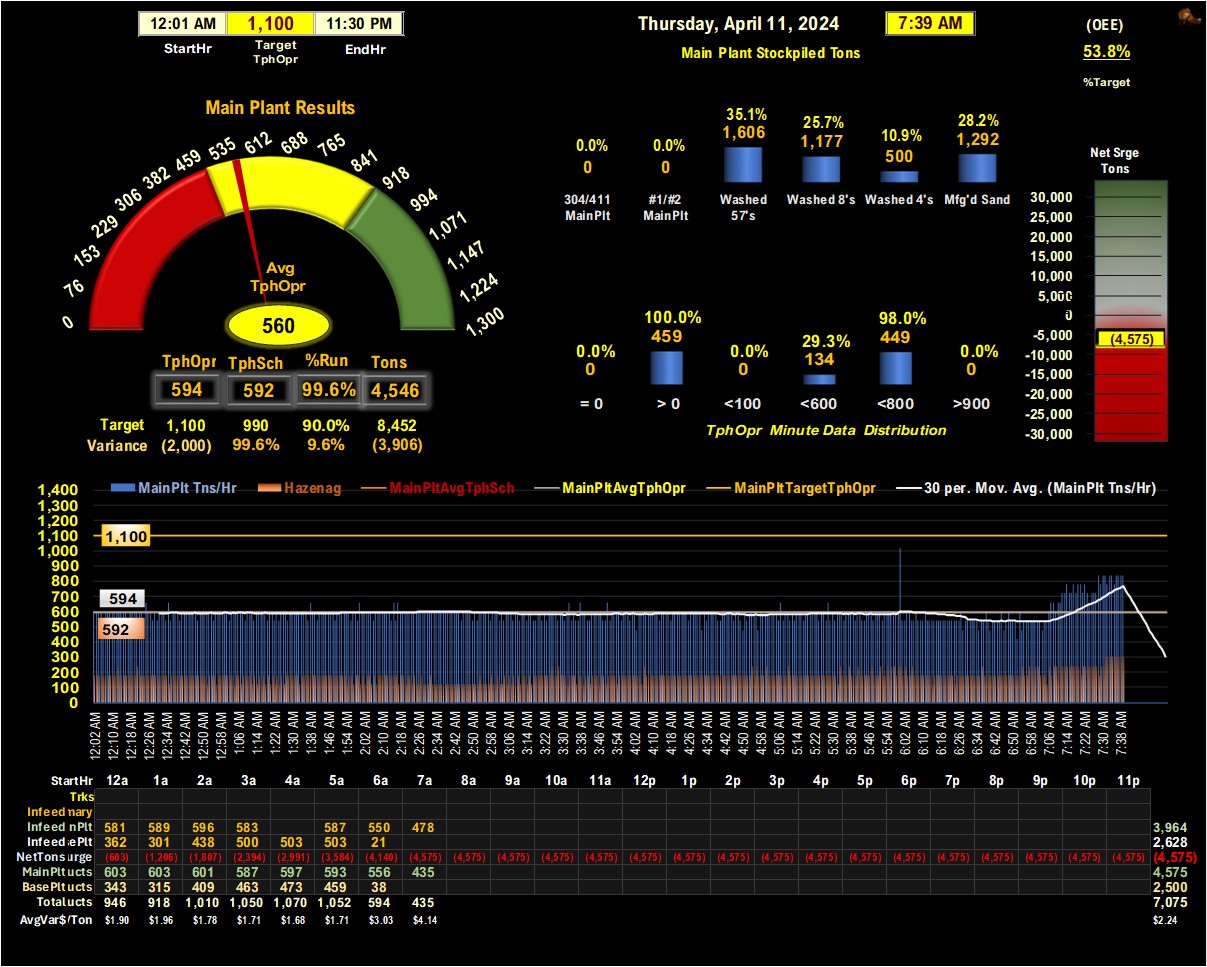 12:01 AM 1,100 11:30 PM
StartHr Target TphOpr EndHr
Thursday, April 11, 2024 7:39 AM
Main Plant Stockpiled Tons
(OEE)
53.8%
%Target
Main Plant Results
0 76 153 229 306 382 459 535 612 688 765 841 918 994 1,071 1,147 1,224 1,300
Avg
TphOpr
560
TphOpr TphSch %Run Tons
594 592 99.6% 4,546
Target 1,100 990 90.0% 8,452
Variance (2,000) 99.6% 9.6% (3,906)
0.0% 0.0% 35.1% 25.7% 10.9% 28.2%
0 0 1,606 1,177 500 1,292
304/411 #1/#2 Washed Washed 8's Washed 4's Mfg'd Sand
MainPlt MainPlt 57's
0.0% 100.0% 0.0% 29.3% 98.0% 0.0%
0 459 0 134 449 0
= 0 > 0 <100 <600 <800 >900
TphOpr Minute Data Distribution
Net Srge
Tons
30,000
25,000
20,000
15,000
10,000
5,000
0
-5,000
(4,575)
-10,000
-15,000
-20,000
-25,000
-30,000
MainPlt Tns/Hr Hazenag MainPltAvgTphSch MainPltAvgTphOpr MainPltTargetTphOpr 30 per. Mov. Avg. (MainPlt Tns/Hr)
1,400
1,300
1,200
1,100
1,000
900
800
700
600
500
400
300
200
100
0
1,100
594
592
12:02 AM 12:10 AM 12:18 AM 12:26 AM 12:34 AM 12:42 AM 12:50 AM 12:58 AM 1:06 AM 1:14 AM 1:22 AM 1:30 AM 1:38 AM 1:46 AM 1:54 AM 2:02 AM 2:10 AM 2:18 AM 2:26 AM 2:34 AM 2:42 AM 2:50 AM 2:58 AM 3:06 AM 3:14 AM 3:22 AM 3:30 AM 3:38 AM 3:46 AM 3:54 AM 4:02 AM 4:10 AM 4:18 AM 4:26 AM 4:34 AM 4:42 AM 4:50 AM 4:58 AM 5:06 AM 5:14 AM 5:22 AM 5:30 AM 5:38 AM 5:46 AM 5:54 AM 6:02 AM 6:10 AM 6:18 AM 6:26 AM 6:34 AM 6:42 AM 6:50 AM 6:58 AM 7:06 AM 7:14 AM 7:22 AM 7:30 AM 7:38 AM
StartHr 12a 1a 2a 3a 4a 5a 6a 7a 8a 9a 10a 11a 12p 1p 2p 3p 4p 5p 6p 7p 8p 9p 10p 11p
Trks
Infeed mary
Infeed nPlt 581 589 596 583 587 550 478 3,964
Infeed ePlt 362 301 438 500 503 503 21 2,628
NetTons urge (603) (1,206) (1,807) (2,394) (2,991) (3,584) (4,140) (4,575) (4,575) (4,575) (4,575) (4,575) (4,575) (4,575) (4,575) (4,575) (4,575) (4,575) (4,575) (4,575) (4,575) (4,575) (4,575) (4,575) (4,575)
MainPlt ucts 603 603 601 587 597 593 556 435 4,575
BasePlt ucts 343 315 409 463 473 459 38 2,500
Total ucts 946 918 1,010 1,050 1,070 1,052 594 435 7,075
AvgVar$/Ton $1.90 $1.96 $1.78 $1.71 $1.68 $1.71 $3.03 $4.14 $2.24